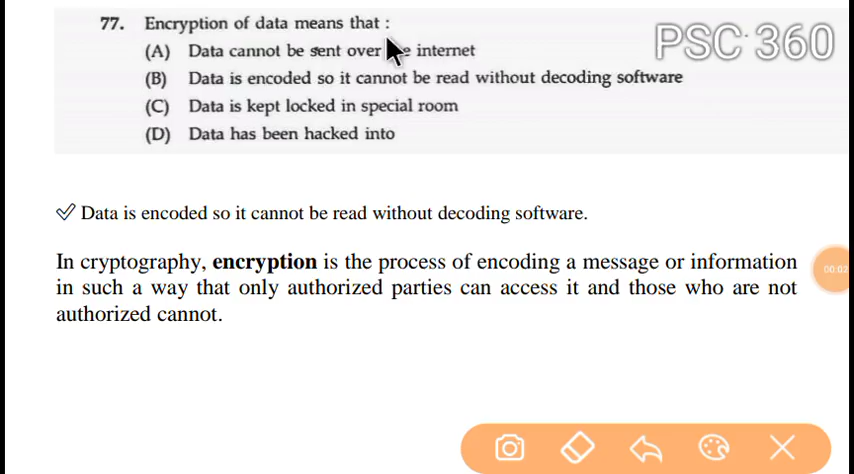 77. Encryption of data means that :
PSC 360
(A) Data cannot be sent over internet
(B) Data is encoded so it cannot be read without decoding software
(C) Data is kept locked in special room
(D) Data has been hacked into
Data is encoded so it cannot be read without decoding software.
In cryptography, encryption is the process of encoding a message or information
in such a way that only authorized parties can access it and those who are not
authorized cannot.
00:02